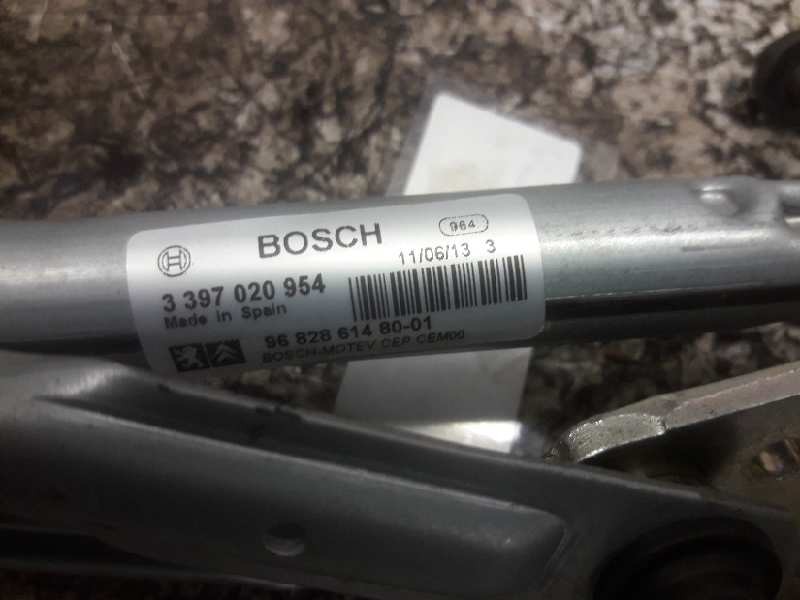 BOSCH 964
11/06/13 3
3 397 020 954
Made in Spain
96 828 614 80-01
BOSCH-MOTEV CEP CEM00